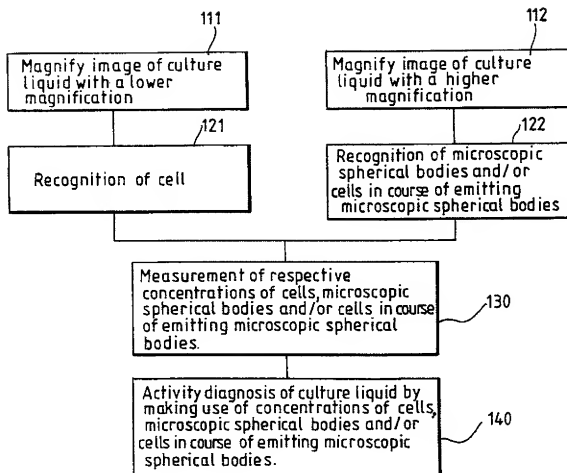 111
Magnify image of culture
liquid with a lower
magnification
112
Magnify image of culture
liquid with a higher
magnification
121
Recognition of cell
122
Recognition of microscopic
spherical bodies and/or
cells in course of emitting
microscopic spherical bodies
Measurement of respective
concentrations of cells, microscopic
spherical bodies and/or cells in course
of emitting microscopic spherical
bodies.
130
Activity diagnosis of culture liquid by
making use of concentrations of cells,
microscopic spherical bodies and/or
cells in course of emitting microscopic
spherical bodies.
140